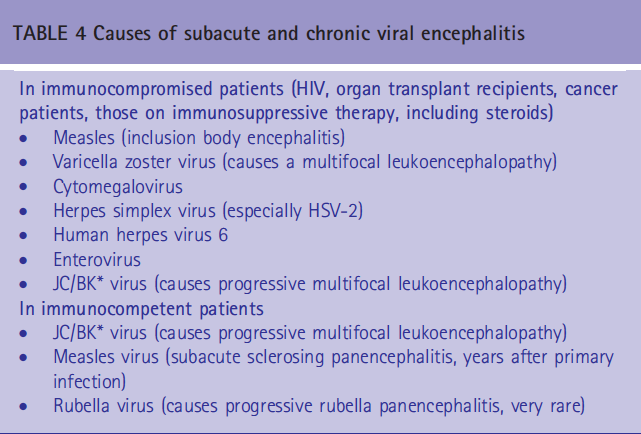 TABLE 4 Causes of subacute and chronic viral encephalitis
In immunocompromised patients (HIV, organ transplant recipients, cancer
patients, those on immunosuppressive therapy, including steroids)
• Measles (inclusion body encephalitis)
• Varicella zoster virus (causes a multifocal leukoencephalopathy)
• Cytomegalovirus
• Herpes simplex virus (especially HSV-2)
• Human herpes virus 6
• Enterovirus
• JC/BK* virus (causes progressive multifocal leukoencephalopathy)
In immunocompetent patients
• JC/BK* virus (causes progressive multifocal leukoencephalopathy)
• Measles virus (subacute sclerosing panencephalitis, years after primary
infection)
• Rubella virus (causes progressive rubella panencephalitis, very rare)